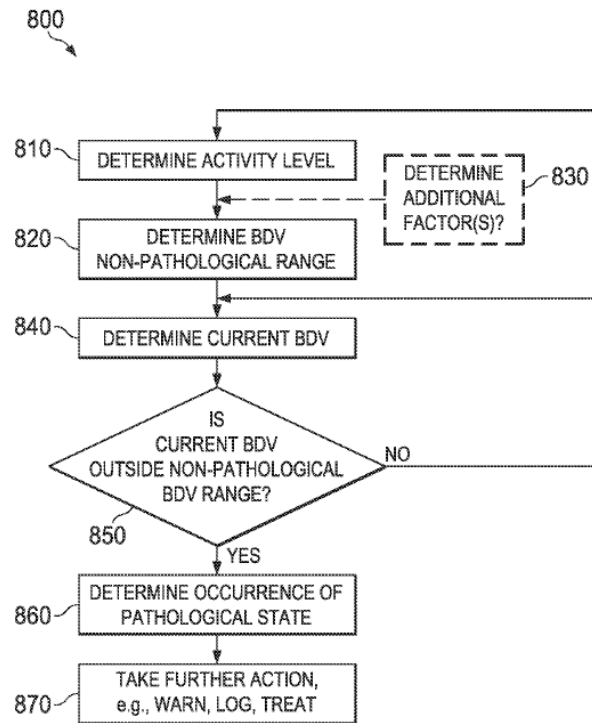 800
810
DETERMINE ACTIVITY LEVEL
DETERMINE
ADDITIONAL
FACTOR(S)?
830
820
DETERMINE BDV
NON-PATHOLOGICAL RANGE
840
DETERMINE CURRENT BDV
IS
CURRENT BDV
OUTSIDE NON-PATHOLOGICAL
BDV RANGE?
NO
850
YES
860
DETERMINE OCCURRENCE OF
PATHOLOGICAL STATE
870
TAKE FURTHER ACTION,
e.g., WARN, LOG, TREAT